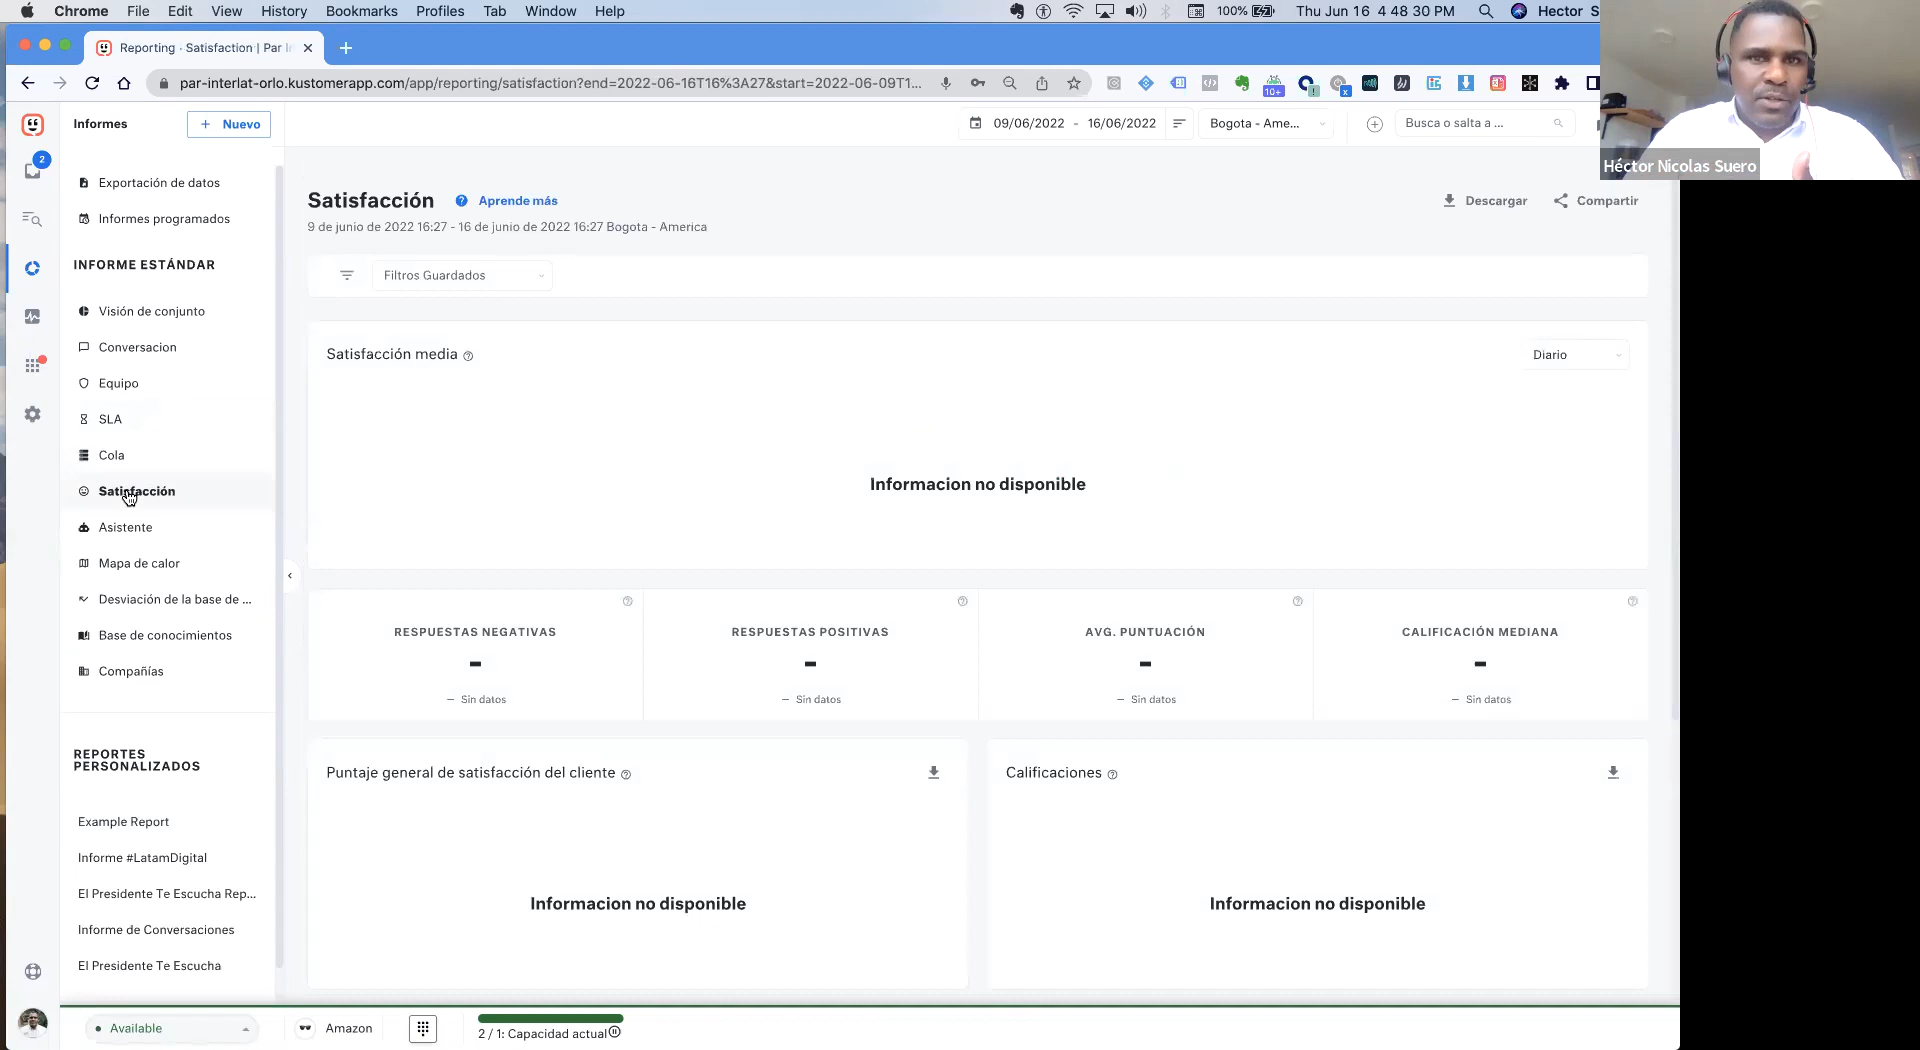 Chrome File Edit View History Bookmarks Profiles Tab Window Help
100% Thu Jun 16 4 48 30 PM Hector S
Reporting · Satisfaction | Par In
par-interlat-orlo.kustomerapp.com/app/reporting/satisfaction?end=2022-06-16T16%3A27&start=2022-06-09T1...
10+
Informes
+ Nuevo
09/06/2022 - 16/06/2022
Bogota - Ame...
Busca o salta a ...
Héctor Nicolas Suero
2
Exportación de datos
Informes programados
INFORME ESTÁNDAR
Visión de conjunto
Conversacion
Equipo
SLA
Cola
Satisfacción
Asistente
Mapa de calor
Desviación de la base de ...
Base de conocimientos
Compañías
REPORTES
PERSONALIZADOS
Example Report
Informe #LatamDigital
El Presidente Te Escucha Rep...
Informe de Conversaciones
El Presidente Te Escucha
Satisfacción
Aprende más
Descargar
Compartir
9 de junio de 2022 16:27 - 16 de junio de 2022 16:27 Bogota - America
Filtros Guardados
Satisfacción media
Diario
Informacion no disponible
RESPUESTAS NEGATIVAS
–
– Sin datos
RESPUESTAS POSITIVAS
–
– Sin datos
AVG. PUNTUACIÓN
–
– Sin datos
CALIFICACIÓN MEDIANA
–
– Sin datos
Puntaje general de satisfacción del cliente
Informacion no disponible
Calificaciones
Informacion no disponible
Available
Amazon
2 / 1: Capacidad actual